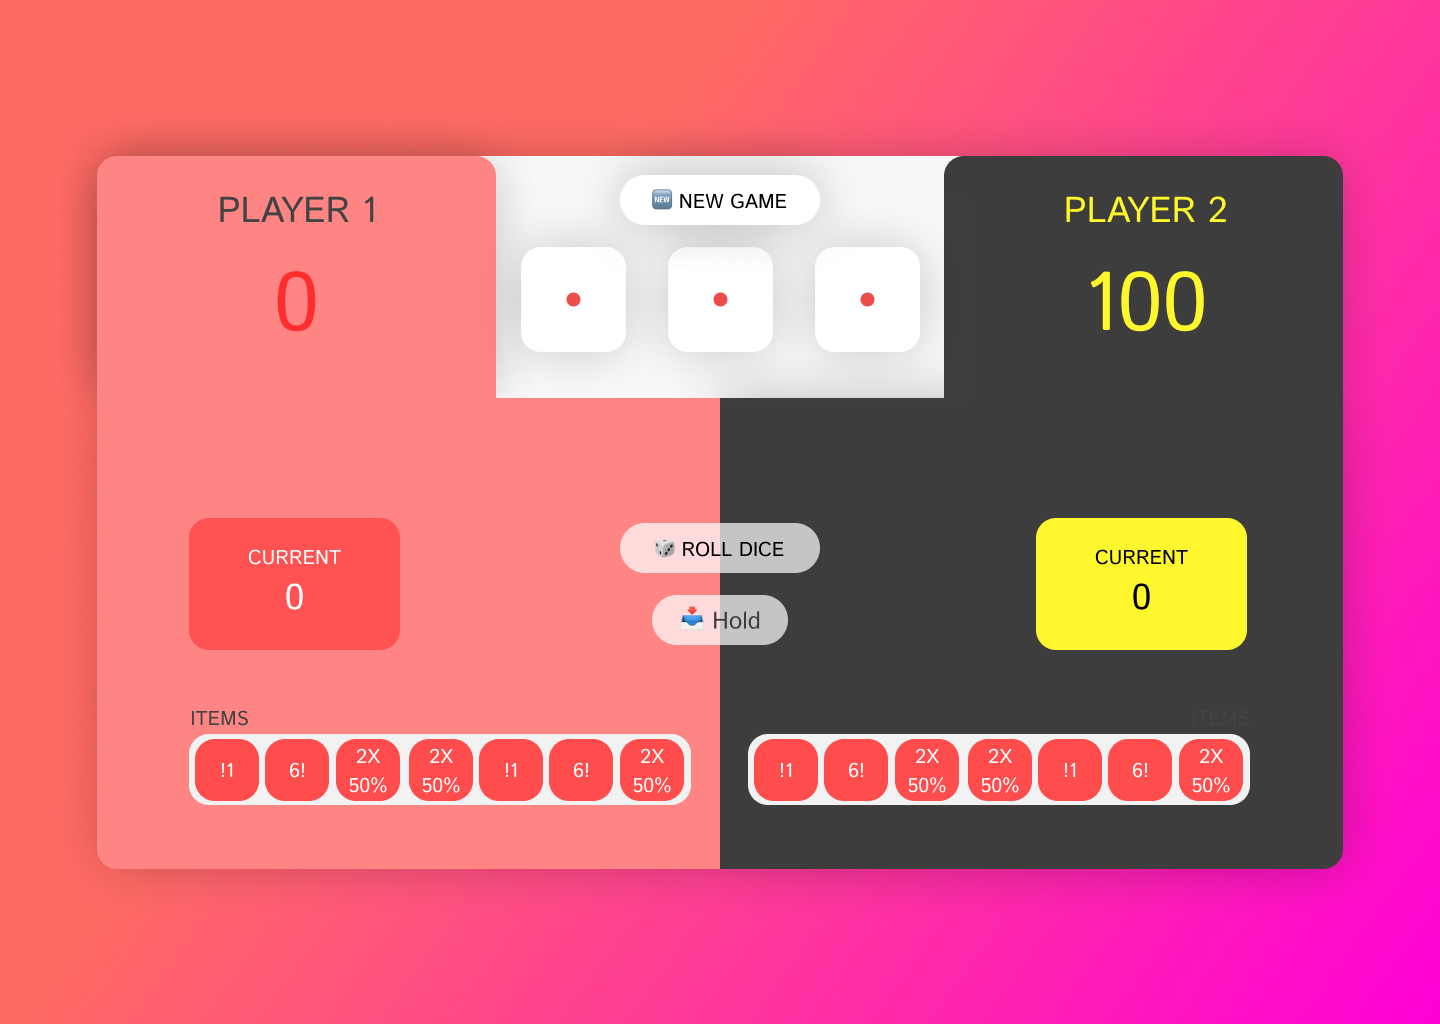 PLAYER 1
0
🆕 NEW GAME
PLAYER 2
100
CURRENT
0
🎲 ROLL DICE
📥 Hold
CURRENT
0
ITEMS
!1 6! 2X 50% 2X 50% !1 6! 2X 50%
ITEMS
!1 6! 2X 50% 2X 50% !1 6! 2X 50%